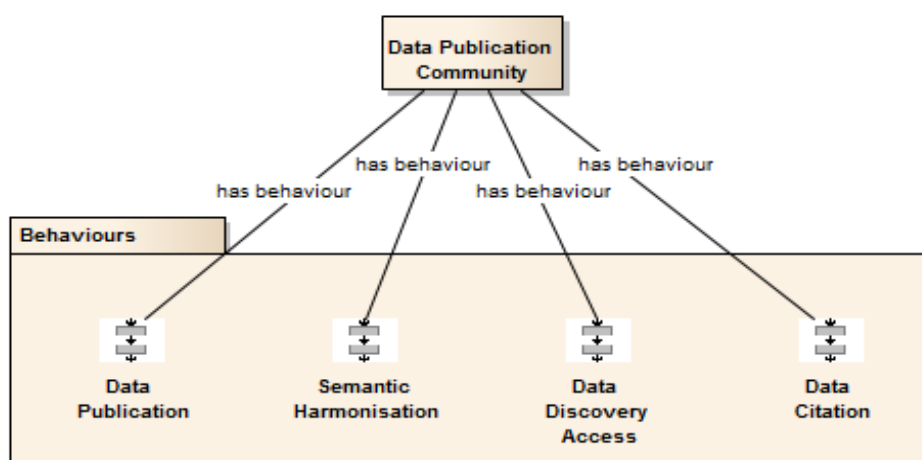 Data Publication
Community
has behaviour
has behaviour
has behaviour
has behaviour
Behaviours
Data
Publication
Semantic
Harmonisation
Data
Discovery
Access
Data
Citation